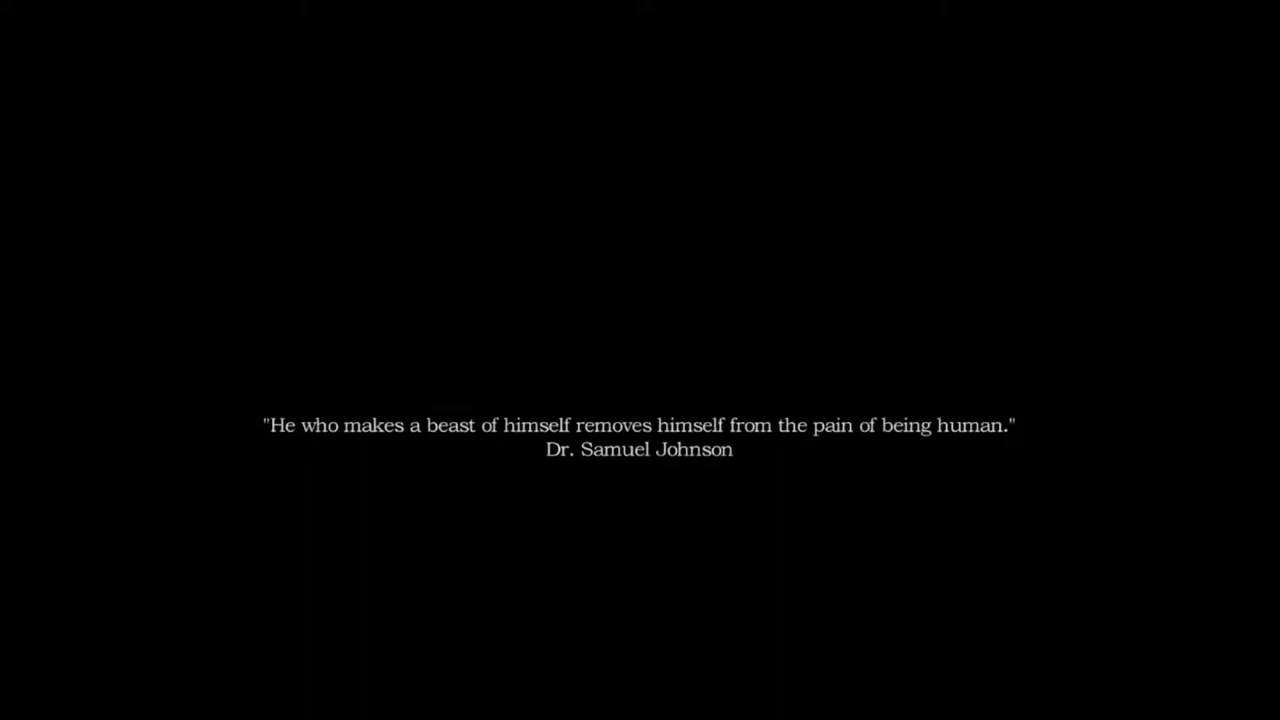 "He who makes a beast of himself removes himself from the pain of being human."
Dr. Samuel Johnson